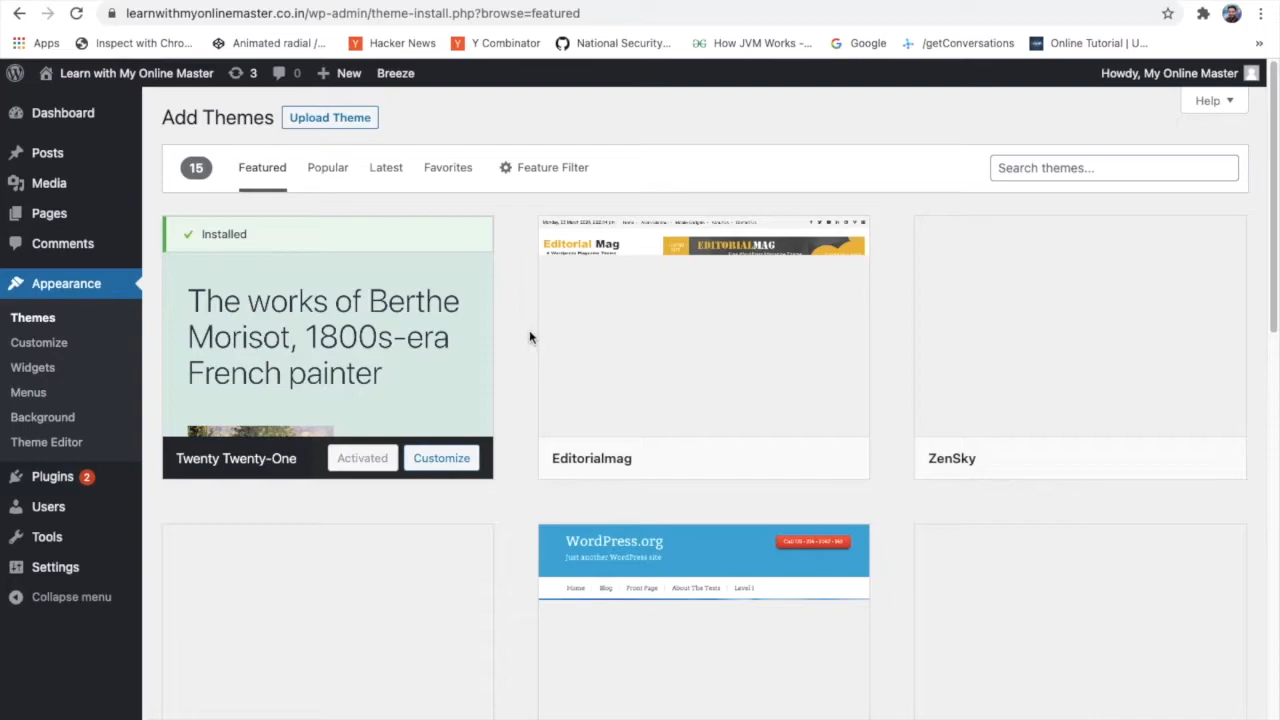 learnwithmyonlinemaster.co.in/wp-admin/theme-install.php?browse=featured
Apps Inspect with Chro... Animated radial /... Hacker News Y Combinator National Security... How JVM Works -... Google /getConversations Online Tutorial | U... »
Learn with My Online Master 3 0 New Breeze Howdy, My Online Master
Dashboard
Posts
Media
Pages
Comments
Appearance
Themes
Customize
Widgets
Menus
Background
Theme Editor
Plugins 2
Users
Tools
Settings
Collapse menu
Help
Add Themes Upload Theme
15 Featured Popular Latest Favorites Feature Filter Search themes...
Installed
The works of Berthe
Morisot, 1800s-era
French painter
Twenty Twenty-One Activated Customize
Editorial Mag
A Wordpress Magazine Theme
EDITORIALMAG
Editorialmag
ZenSky
WordPress.org
Just another WordPress site
Home Blog Front Page About The Tests Level 1